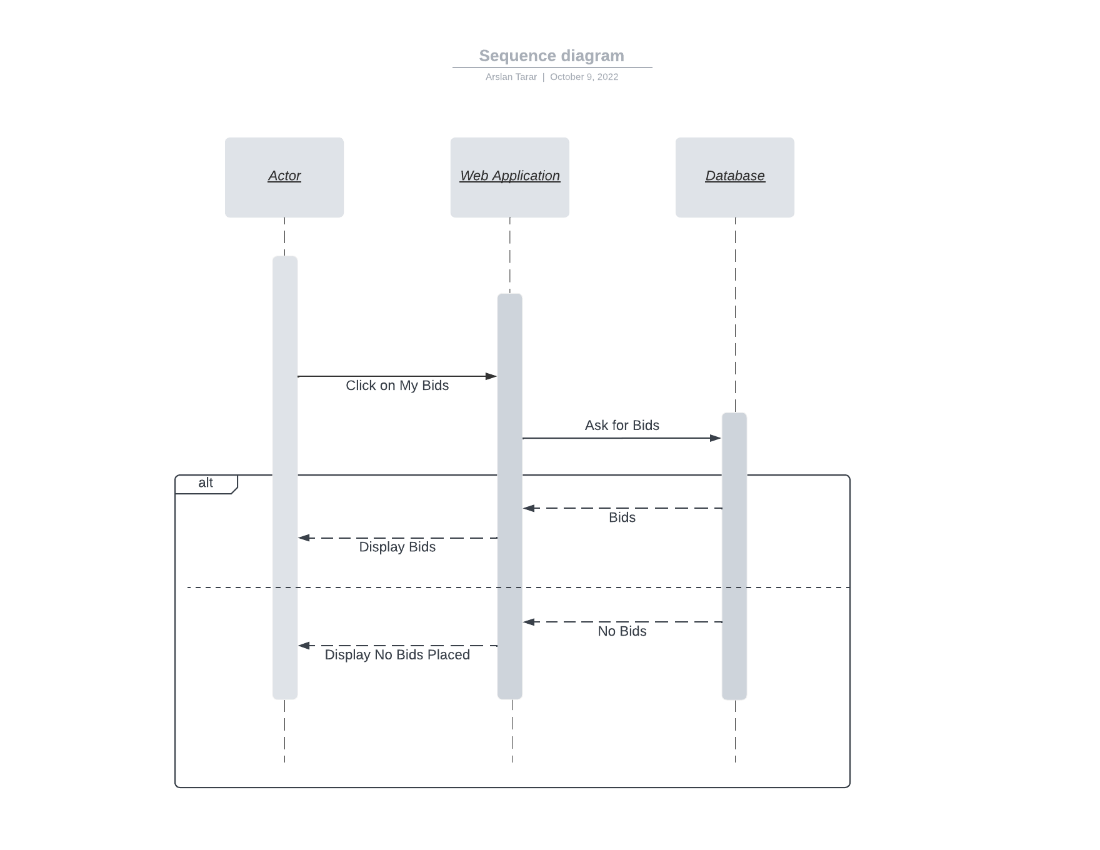 Sequence diagram
Arslan Tarar | October 9, 2022
Actor
Web Application
Database
Click on My Bids
Ask for Bids
alt
Bids
Display Bids
No Bids
Display No Bids Placed